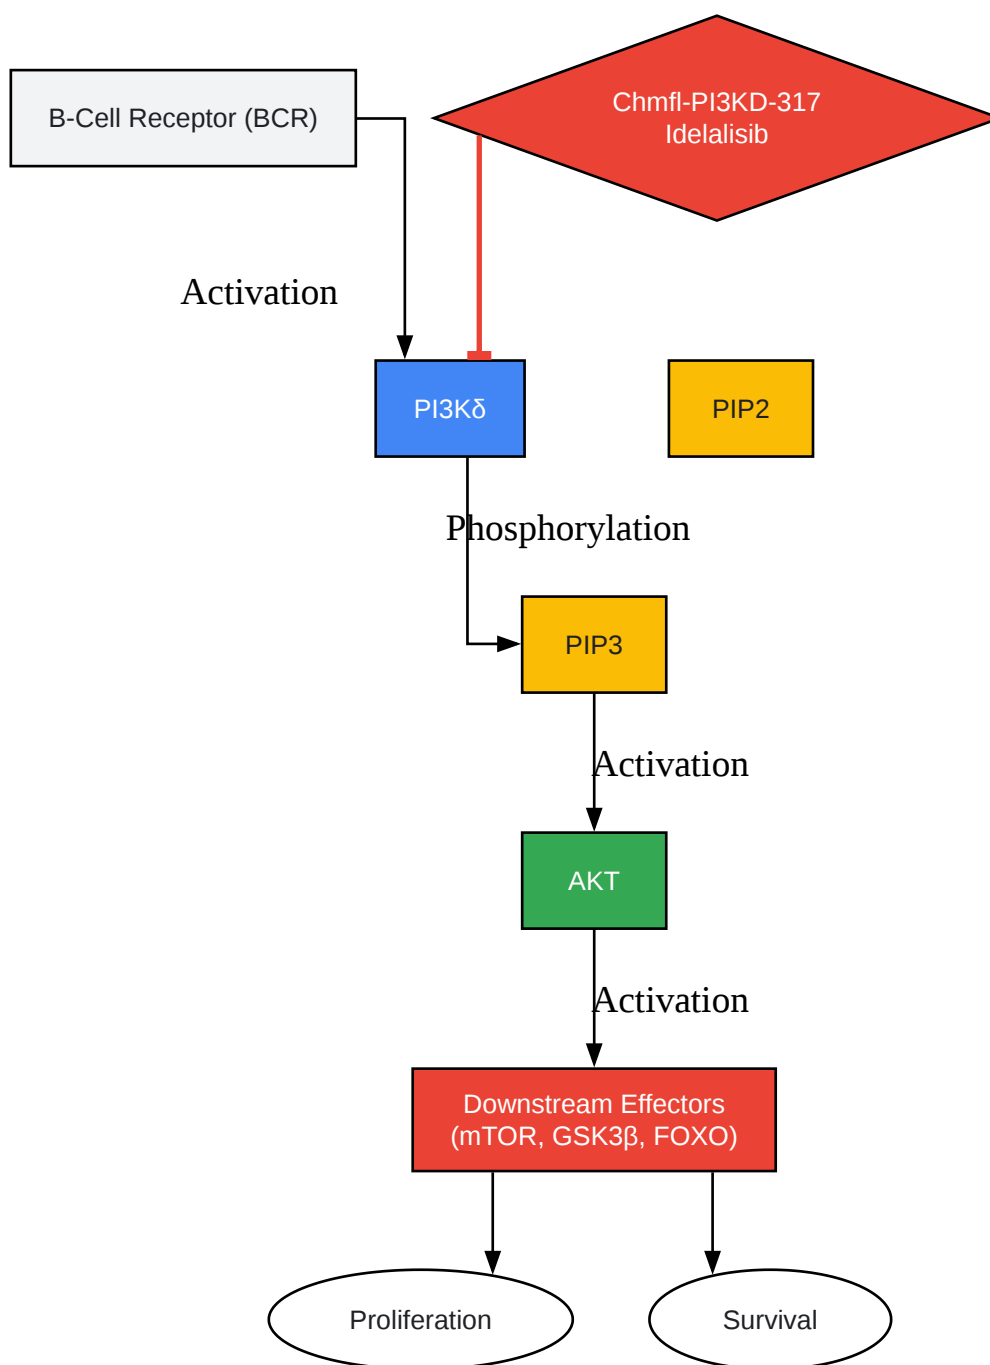 B-Cell Receptor (BCR)
Chmfl-PI3KD-317
Idelalisib
Activation
PI3Kδ
PIP2
Phosphorylation
PIP3
Activation
AKT
Activation
Downstream Effectors
(mTOR, GSK3β, FOXO)
Proliferation
Survival